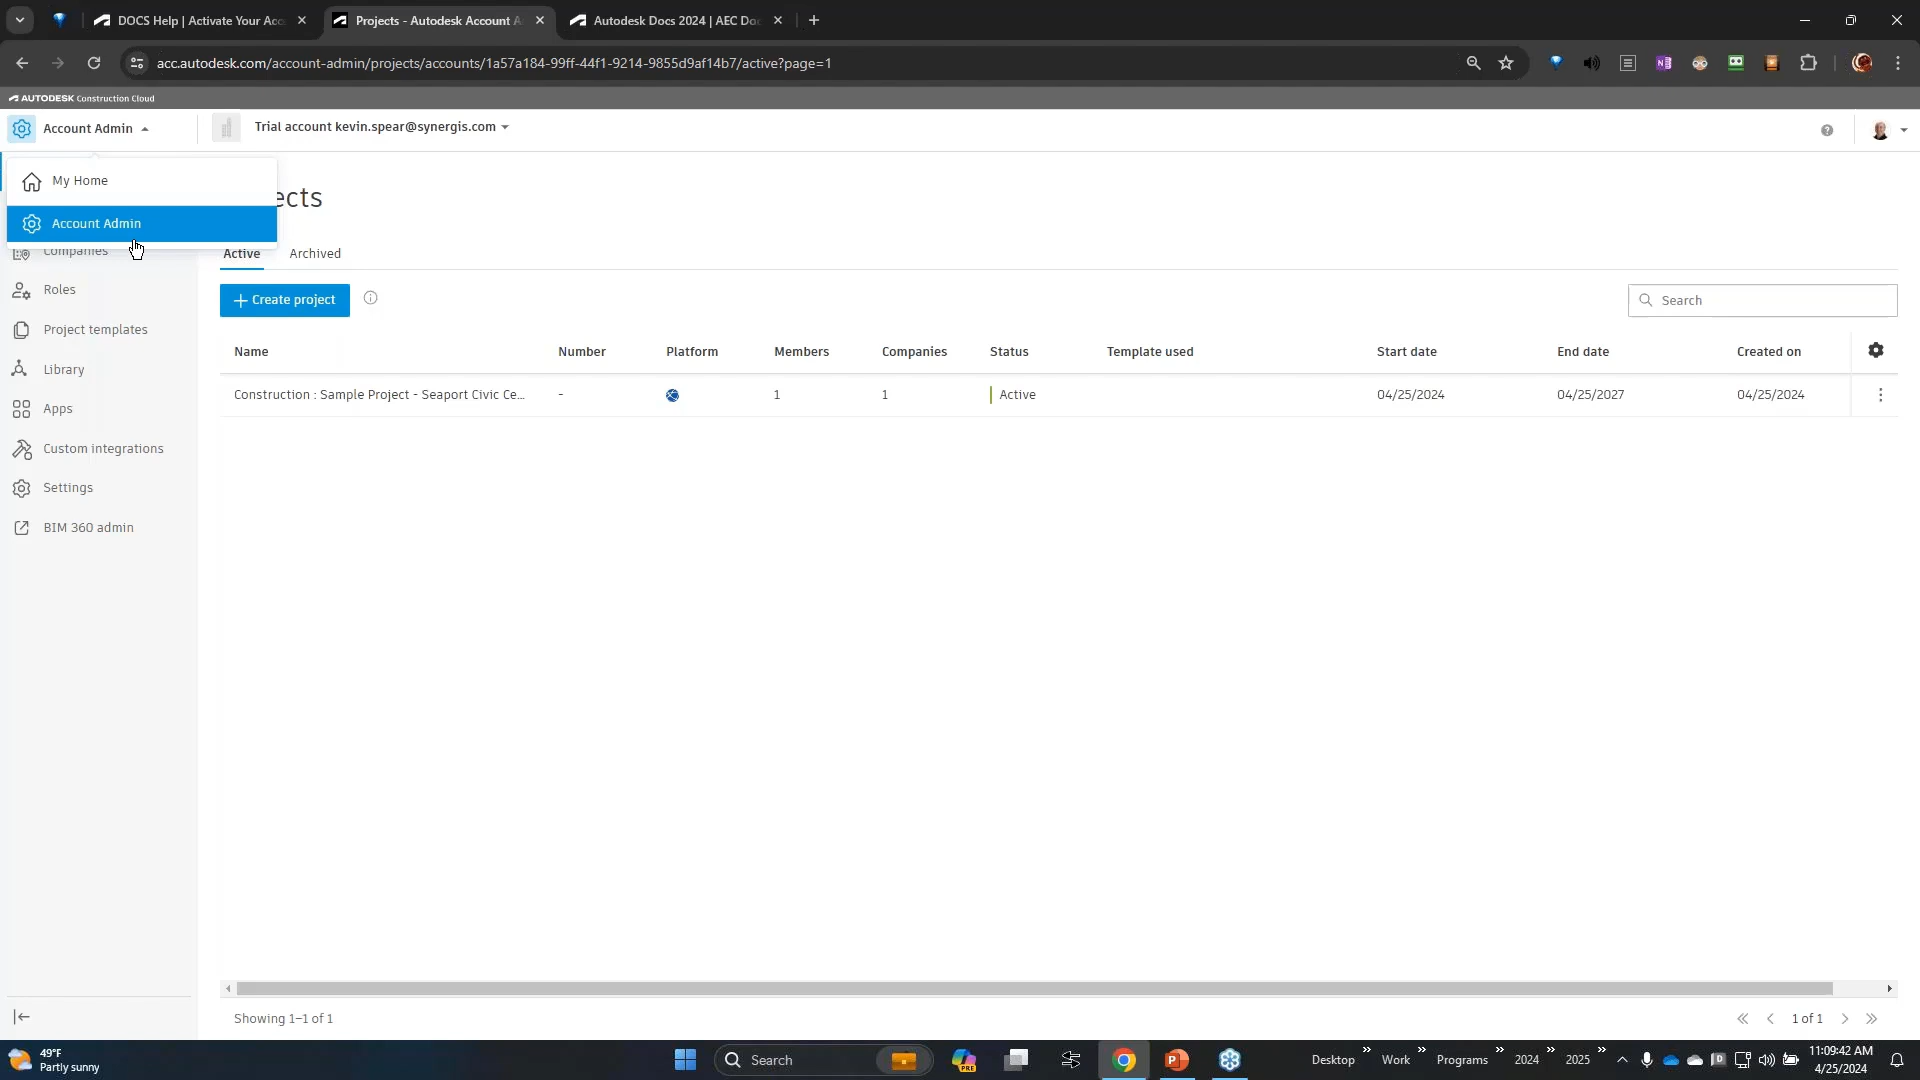 DOCS Help | Activate Your Acc
Projects - Autodesk Account A
Autodesk Docs 2024 | AEC Do
acc.autodesk.com/account-admin/projects/accounts/1a57a184-99ff-44f1-9214-9855d9af14b7/active?page=1
AUTODESK Construction Cloud
Account Admin
Trial account kevin.spear@synergis.com
My Home
Account Admin
ects
Companies
Roles
Project templates
Library
Apps
Custom integrations
Settings
BIM 360 admin
Active
Archived
Create project
Search
Name Number Platform Members Companies Status Template used Start date End date Created on
Construction : Sample Project - Seaport Civic Ce... - 1 1 Active 04/25/2024 04/25/2027 04/25/2024
Showing 1–1 of 1
1 of 1
49°F
Partly sunny
Search
PRE
Desktop
Work
Programs
2024
2025
11:09:42 AM
4/25/2024